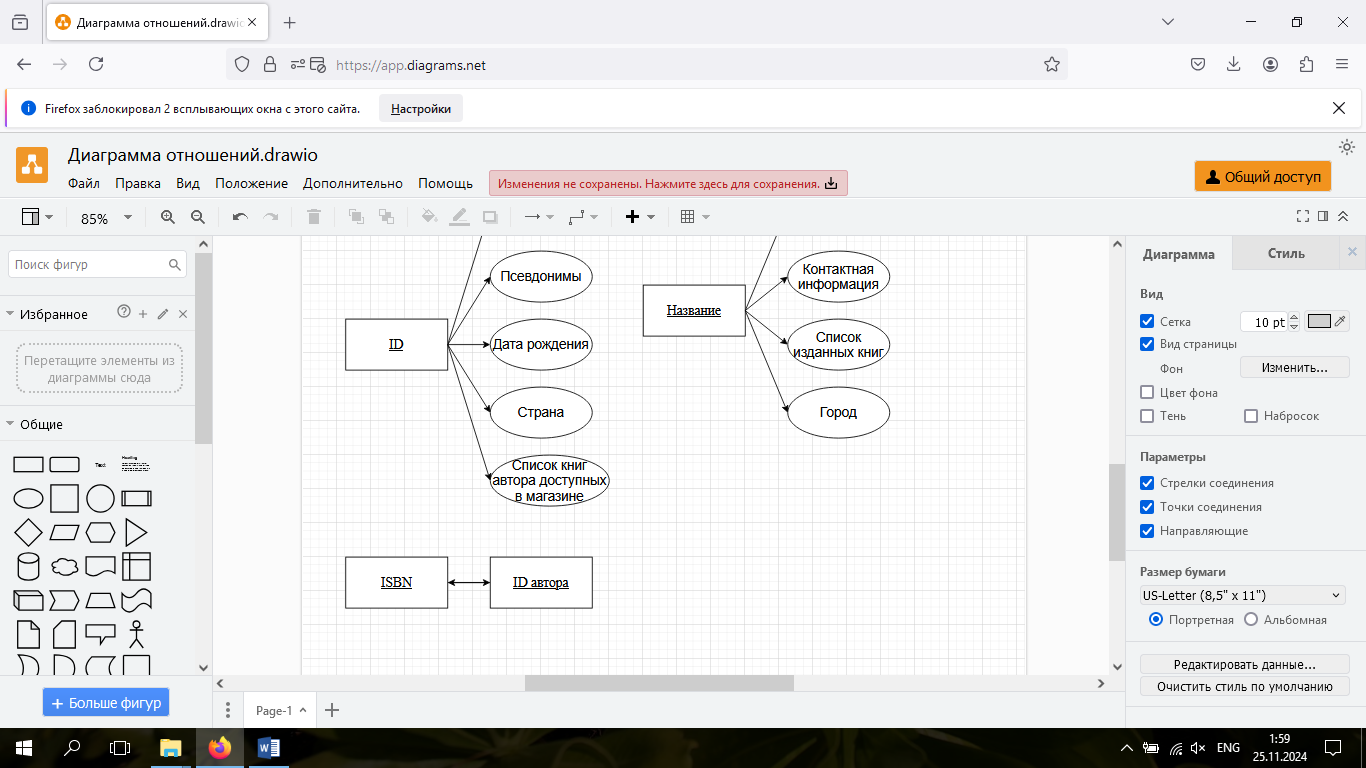 Диаграмма отношений.drawio
https://app.diagrams.net
Firefox заблокировал 2 всплывающих окна с этого сайта.
Настройки
Диаграмма отношений.drawio
Файл
Правка
Вид
Положение
Дополнительно
Помощь
Изменения не сохранены. Нажмите здесь для сохранения.
Общий доступ
85%
Поиск фигур
Избранное
Перетащите элементы из
диаграммы сюда
Общие
Text
Heading
Больше фигур
Псевдонимы
ID
Дата рождения
Страна
Список книг
автора доступных
в магазине
Контактная
информация
Название
Список
изданных книг
Город
ISBN
ID автора
Page-1
Диаграмма
Стиль
Вид
Сетка
10 pt
Вид страницы
Фон
Изменить...
Цвет фона
Тень
Набросок
Параметры
Стрелки соединения
Точки соединения
Направляющие
Размер бумаги
US-Letter (8,5" x 11")
Портретная
Альбомная
Редактировать данные...
Очистить стиль по умолчанию
ENG
1:59
25.11.2024